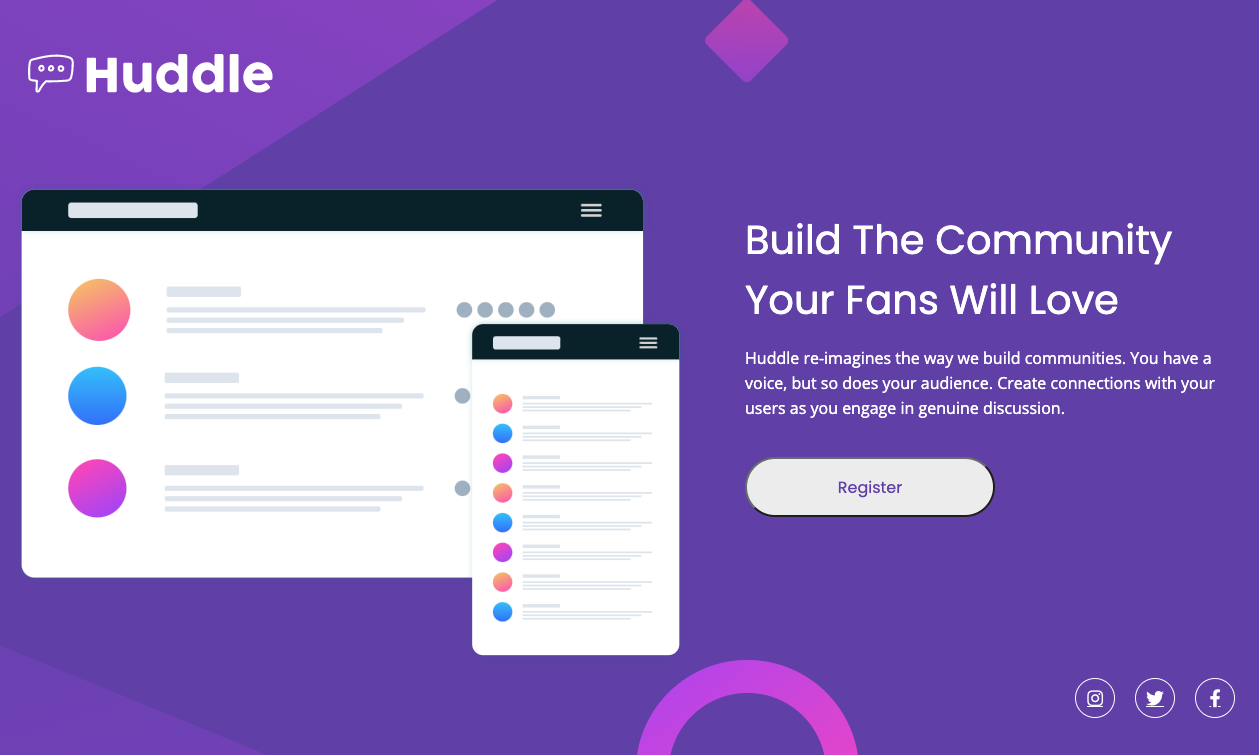 Huddle
Build The Community
Your Fans Will Love
Huddle re-imagines the way we build communities. You have a
voice, but so does your audience. Create connections with your
users as you engage in genuine discussion.
Register